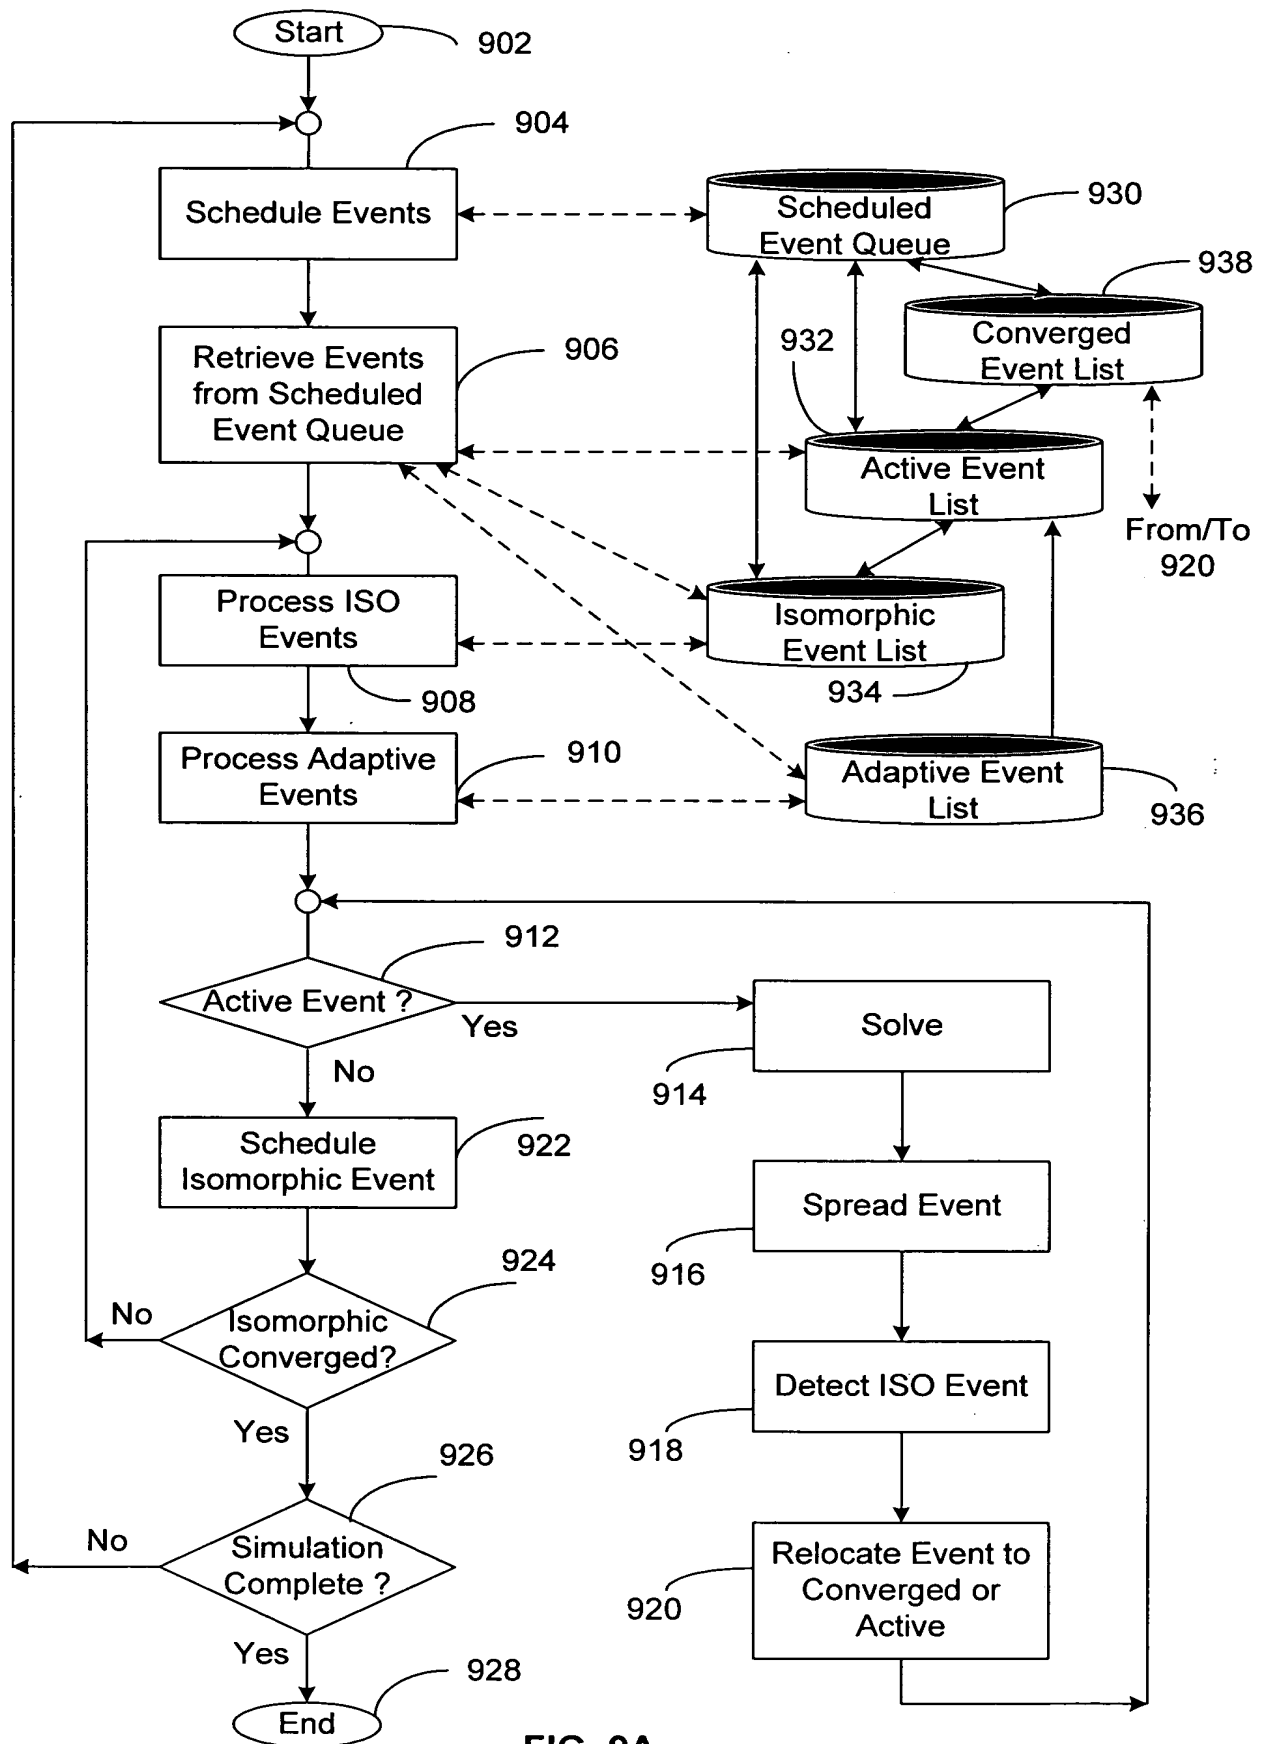 Start
902
904
Schedule Events
Scheduled
Event Queue
930
938
Converged
Event List
932
Retrieve Events
from Scheduled
Event Queue
906
Active Event
List
From/To
920
Process ISO
Events
908
Isomorphic
Event List
934
Process Adaptive
Events
910
Adaptive Event
List
936
912
Active Event ?
Yes
No
Solve
914
Schedule
Isomorphic Event
922
Spread Event
916
924
Isomorphic
Converged?
No
Yes
Detect ISO Event
918
926
Simulation
Complete ?
No
Yes
Relocate Event to
Converged or
Active
920
928
End
FIG. 9A